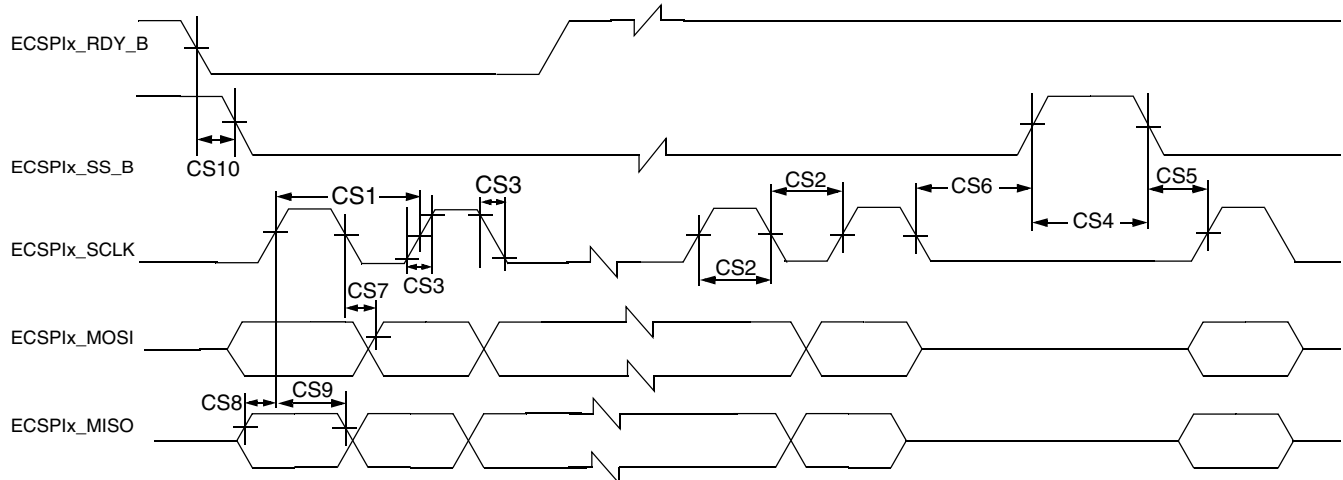 ECSPIx_RDY_B
CS10
ECSPIx_SS_B
CS1
CS3
CS2
CS6
CS5
CS4
ECSPIx_SCLK
CS3
CS2
CS7
ECSPIx_MOSI
CS8
CS9
ECSPIx_MISO